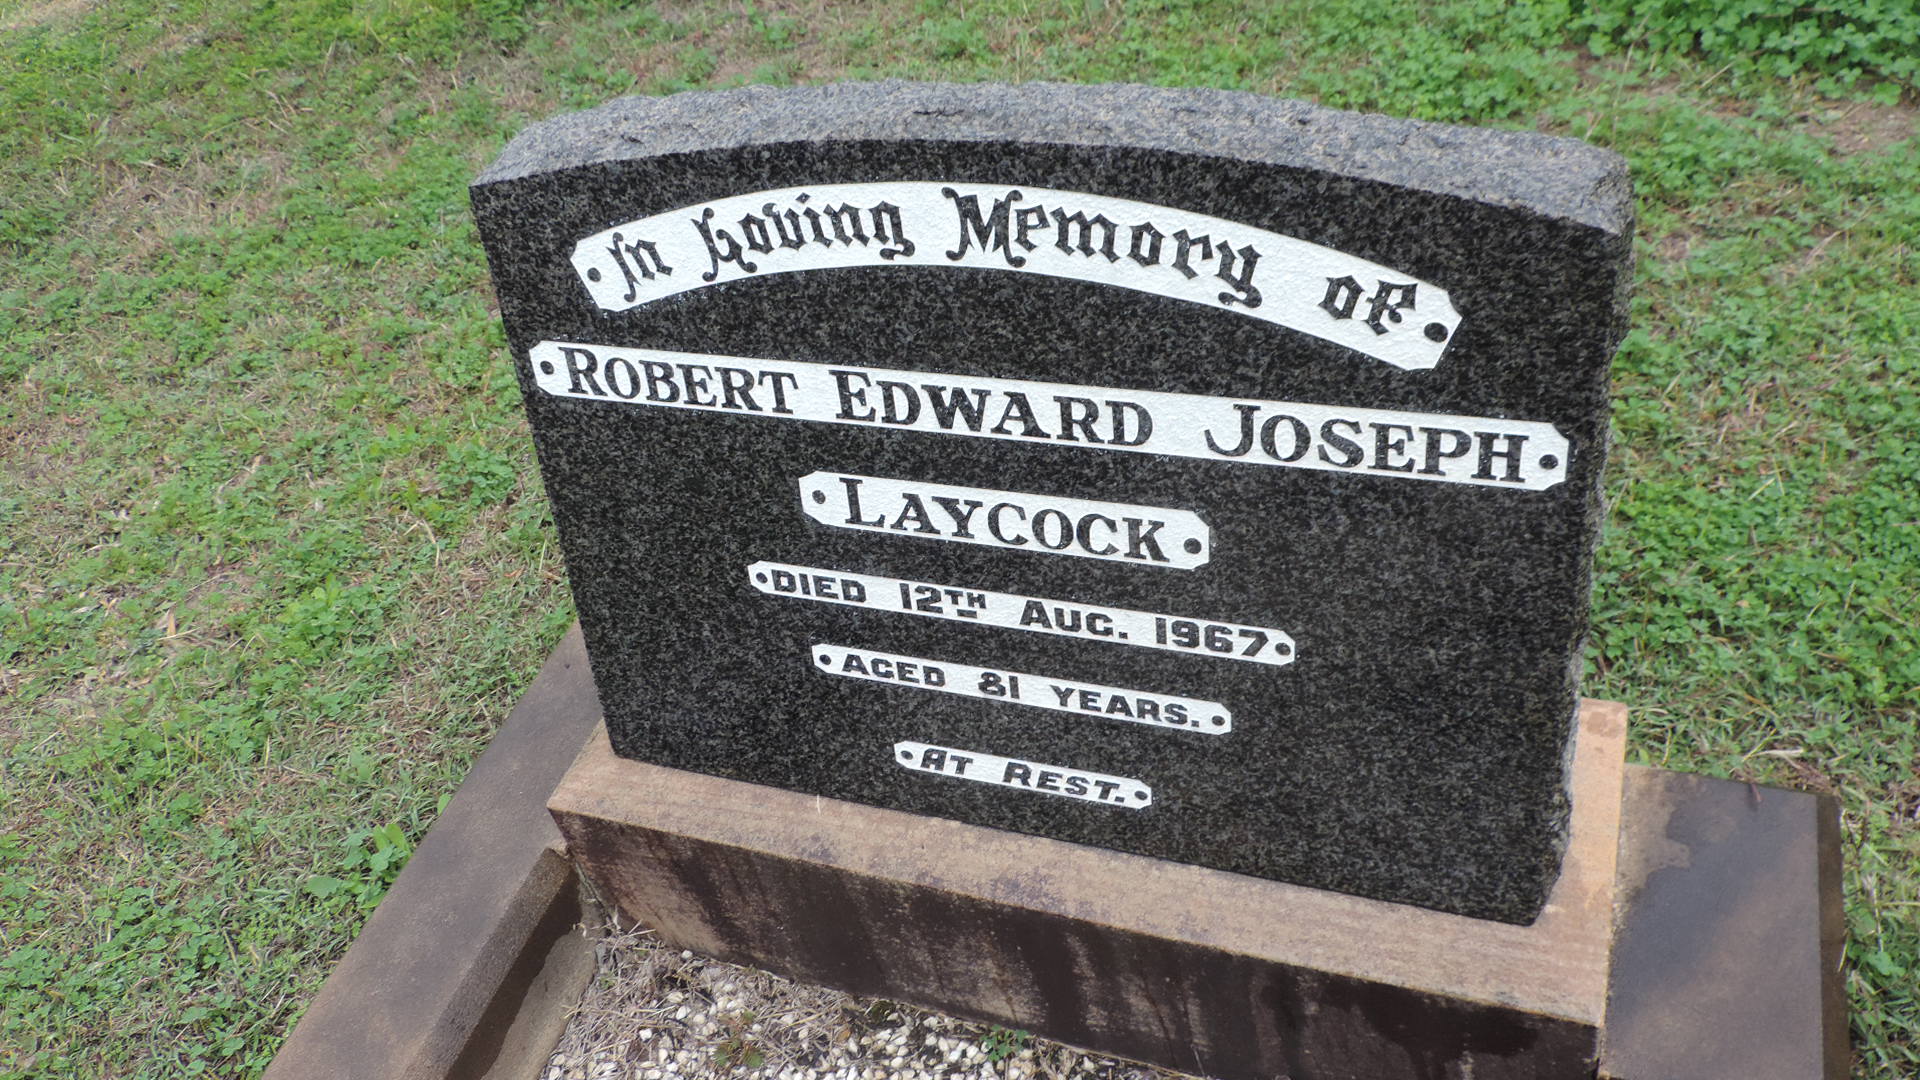 In Loving Memory of
ROBERT EDWARD JOSEPH
LAYCOCK
DIED 12TH AUG. 1967
AGED 81 YEARS.
AT REST.